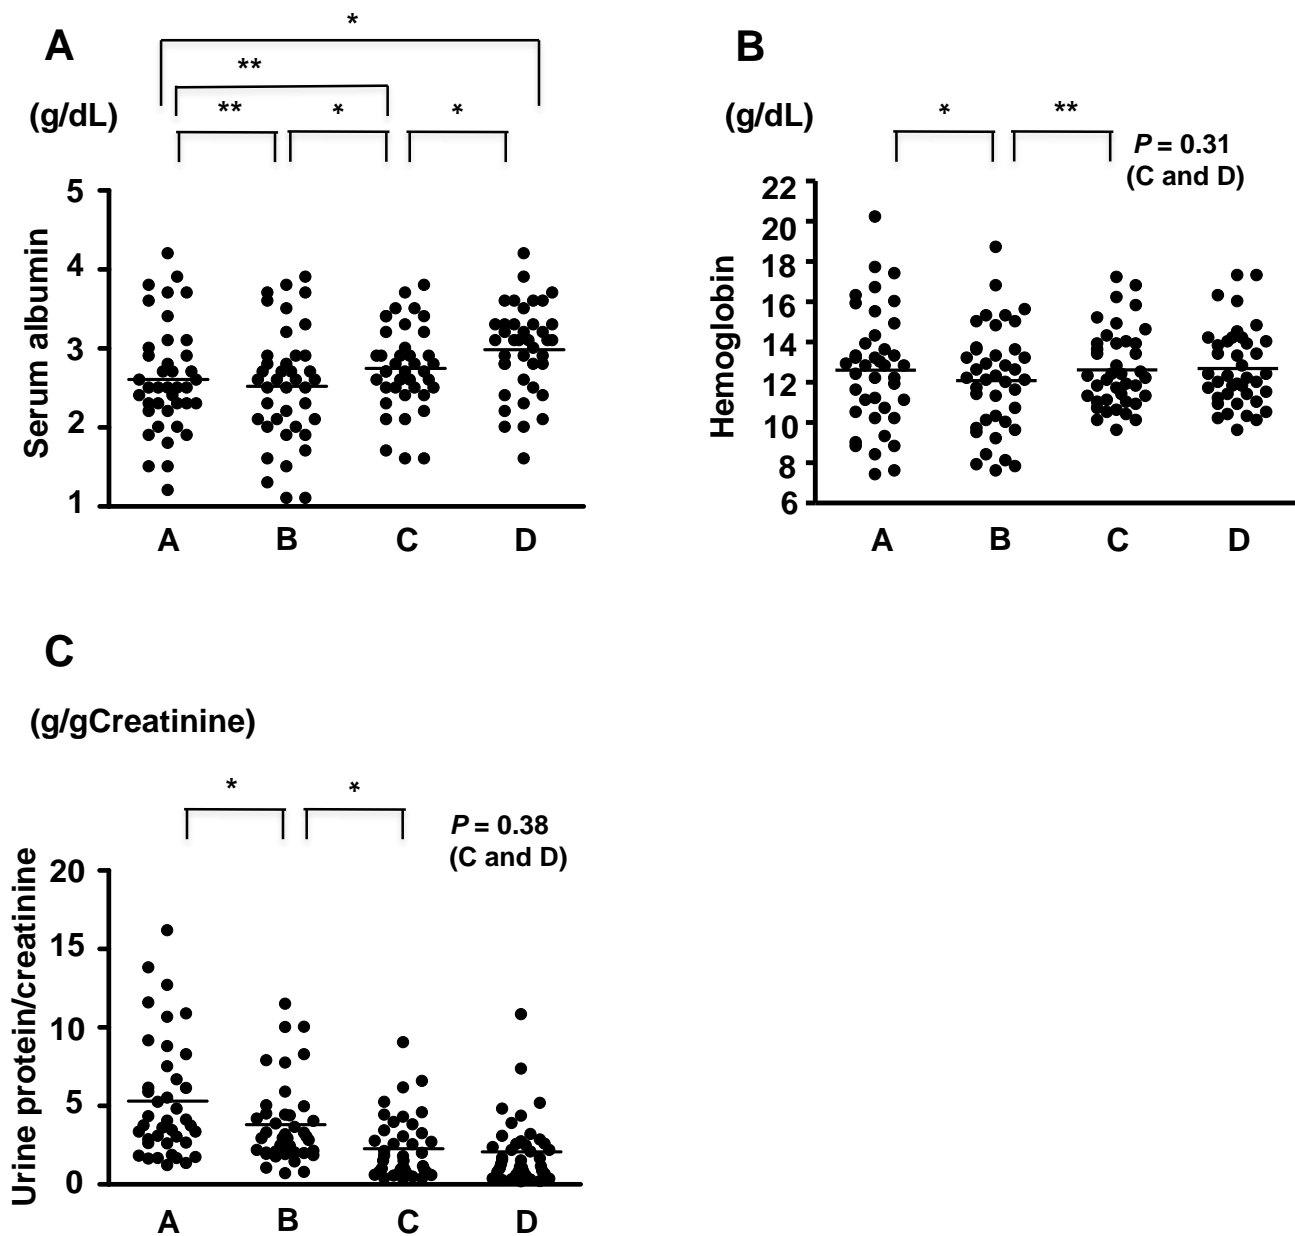 A
*
**
(g/dL)
**
*
*
5
4
3
2
1
Serum albumin
A
B
C
D
B
(g/dL)
*
**
P = 0.31
(C and D)
22
20
18
16
14
12
10
8
6
Hemoglobin
A
B
C
D
C
(g/gCreatinine)
*
*
P = 0.38
(C and D)
20
15
10
5
0
Urine protein/creatinine
A
B
C
D